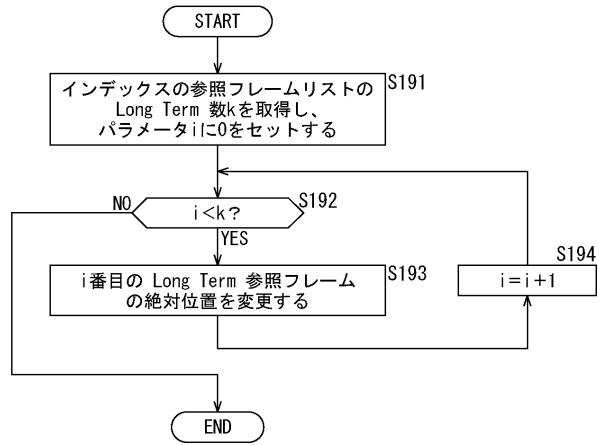 START
インデックスの参照フレームリストの
Long Term 数kを取得し、
パラメータiに0をセットする
S191
i<k?
S192
NO
YES
i番目の Long Term 参照フレーム
の絶対位置を変更する
S193
i=i+1
S194
END